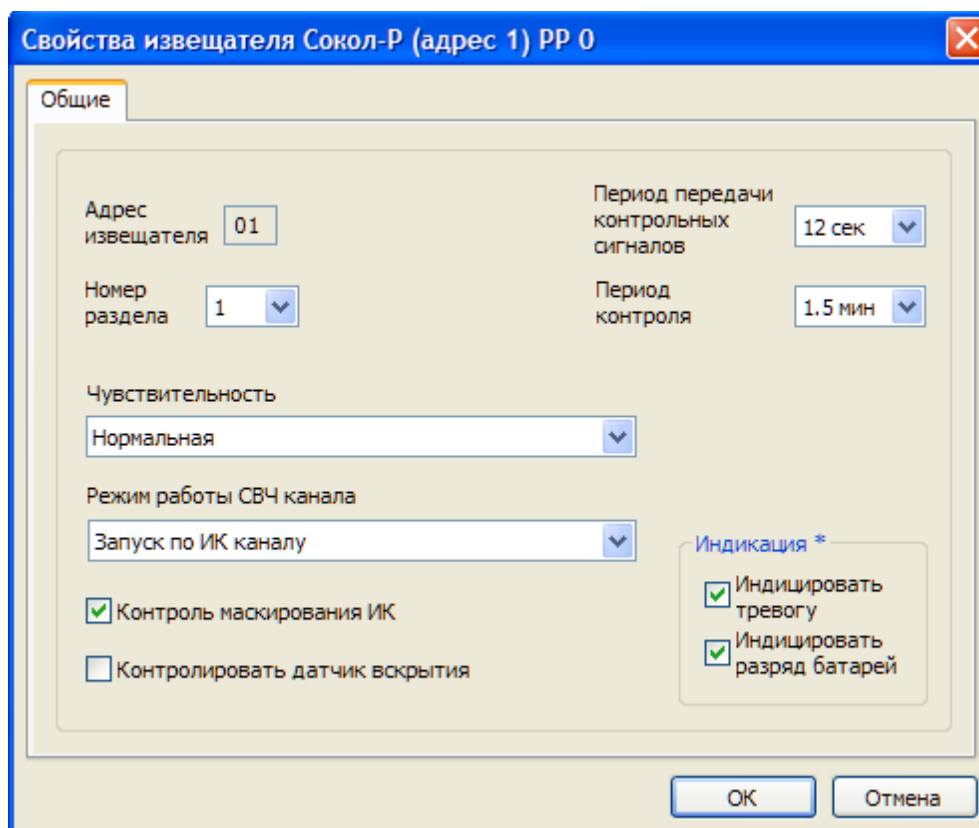 Свойства извещателя Сокол-Р (адрес 1) РР 0
Общие
Адрес
извещателя
01
Период передачи
контрольных
сигналов
12 сек
Номер
раздела
1
Период
контроля
1.5 мин
Чувствительность
Нормальная
Режим работы СВЧ канала
Запуск по ИК каналу
Индикация *
Индицировать
тревогу
Контроль маскирования ИК
Индицировать
разряд батарей
Контролировать датчик вскрытия
ОК
Отмена